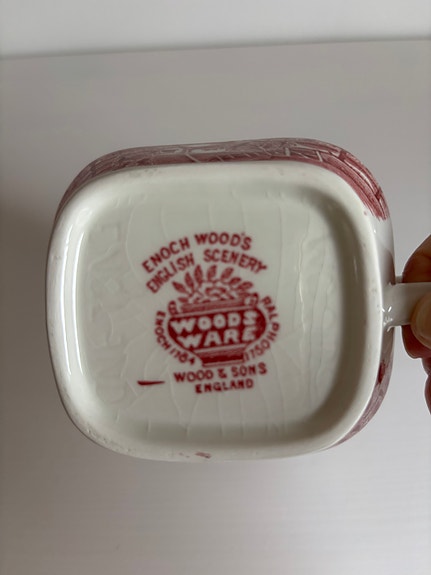 ENOCH WOOD'S
ENGLISH SCENERY
WOODS
WARE
ENOCH 1784
RALPH 1750
WOOD & SONS
ENGLAND